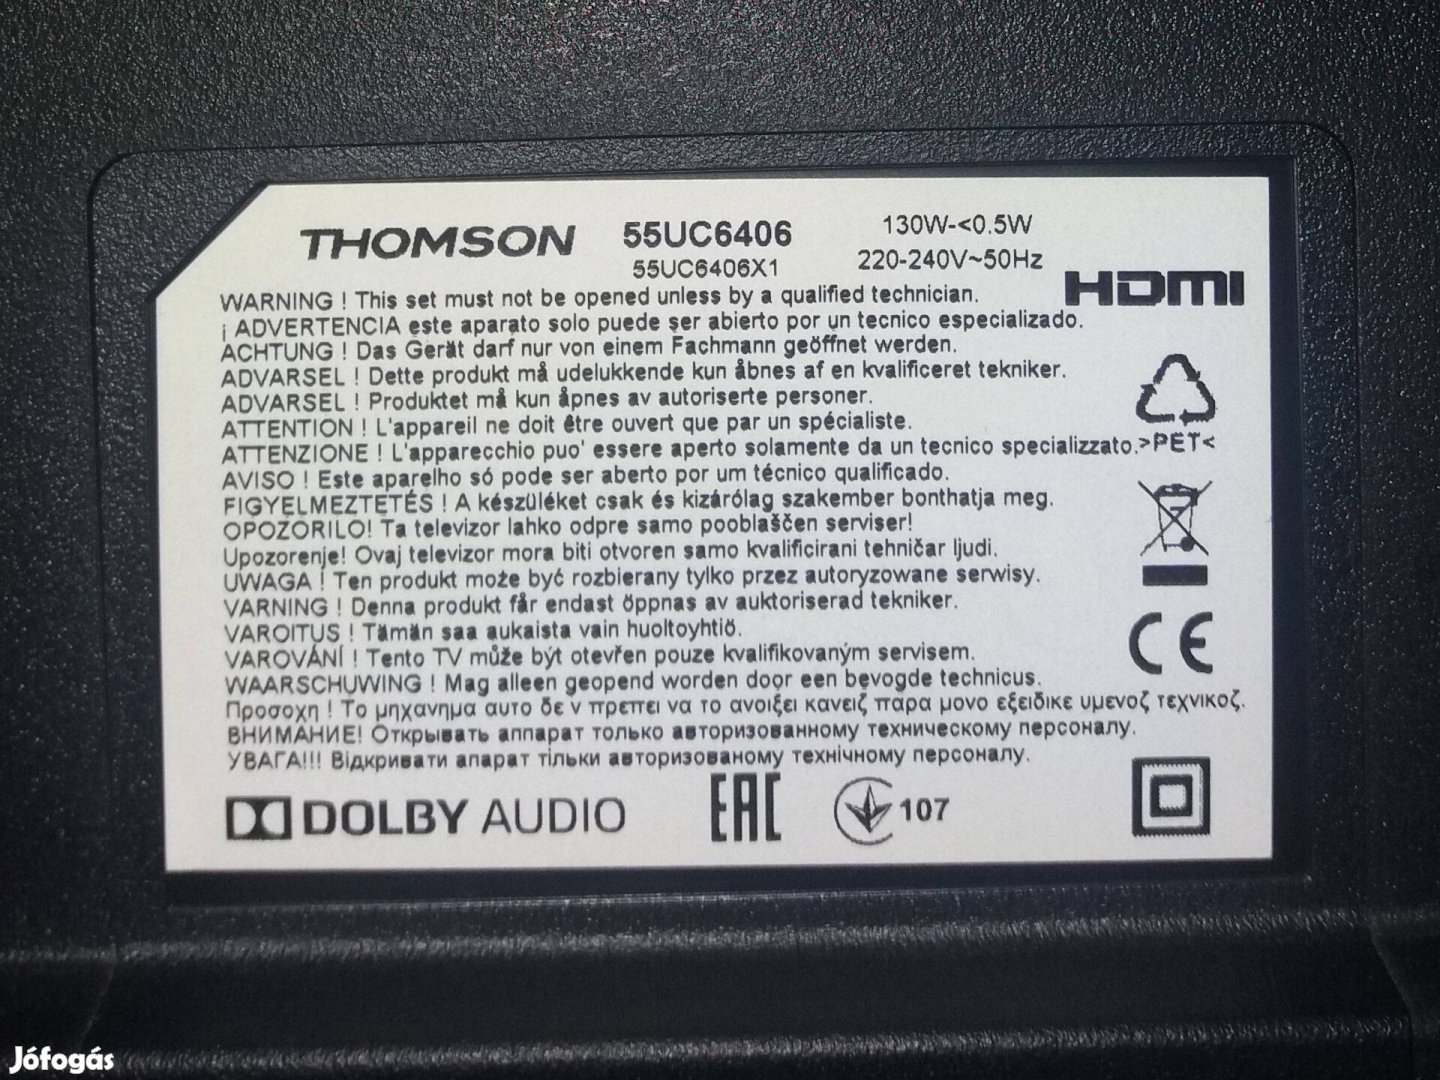 THOMSON 55UC6406 130W-<0.5W
55UC6406X1 220-240V~50Hz
HDMI
WARNING ! This set must not be opened unless by a qualified technician.
¡ ADVERTENCIA este aparato solo puede ser abierto por un tecnico especializado.
ACHTUNG ! Das Gerät darf nur von einem Fachmann geöffnet werden.
ADVARSEL ! Dette produkt må udelukkende kun åbnes af en kvalificeret tekniker.
ADVARSEL ! Produktet må kun åpnes av autoriserte personer.
ATTENTION ! L'appareil ne doit être ouvert que par un spécialiste.
ATTENZIONE ! L'apparecchio puo' essere aperto solamente da un tecnico specializzato.
>PET<
AVISO ! Este aparelho só pode ser aberto por um técnico qualificado.
FIGYELMEZTETÉS ! A készüléket csak és kizárólag szakember bonthatja meg.
OPOZORILO! Ta televizor lahko odpre samo pooblaščen serviser!
Upozorenje! Ovaj televizor mora biti otvoren samo kvalificirani tehničar ljudi.
UWAGA ! Ten produkt może być rozbierany tylko przez autoryzowane serwisy.
VARNING ! Denna produkt får endast öppnas av auktoriserad tekniker.
VAROITUS ! Tämän saa aukaista vain huoltoyhtiö.
VAROVÁNÍ ! Tento TV může být otevřen pouze kvalifikovaným servisem.
CE
WAARSCHUWING ! Mag alleen geopend worden door een bevogde technicus.
Προσοχη ! Το μηχανημα αυτο δε ν πρεπει να το ανοιξει κανειζ παρα μονο εξειδικε υμενοζ τεχνικοζ.
ВНИМАНИЕ! Открывать аппарат только авторизованному техническому персоналу.
УВАГА!!! Відкривати апарат тільки авторизованому технічному персоналу.
DOLBY AUDIO EAC 107
Jófogás